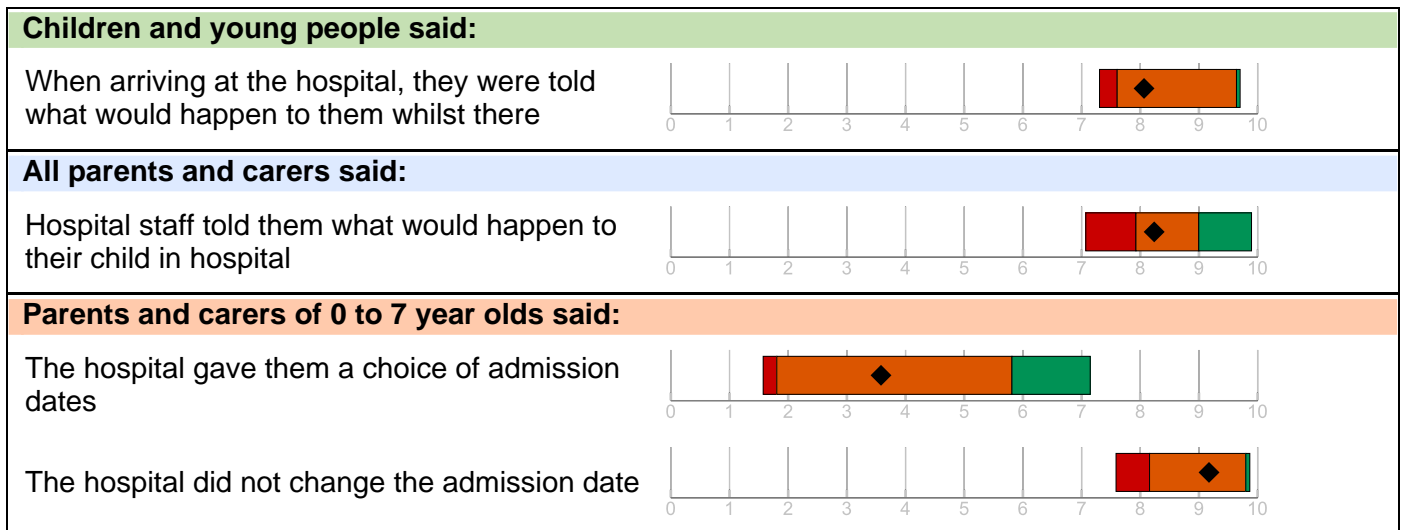 Children and young people said:
When arriving at the hospital, they were told
what would happen to them whilst there
0 1 2 3 4 5 6 7 8 9 10
All parents and carers said:
Hospital staff told them what would happen to
their child in hospital
0 1 2 3 4 5 6 7 8 9 10
Parents and carers of 0 to 7 year olds said:
The hospital gave them a choice of admission
dates
0 1 2 3 4 5 6 7 8 9 10
The hospital did not change the admission date
0 1 2 3 4 5 6 7 8 9 10